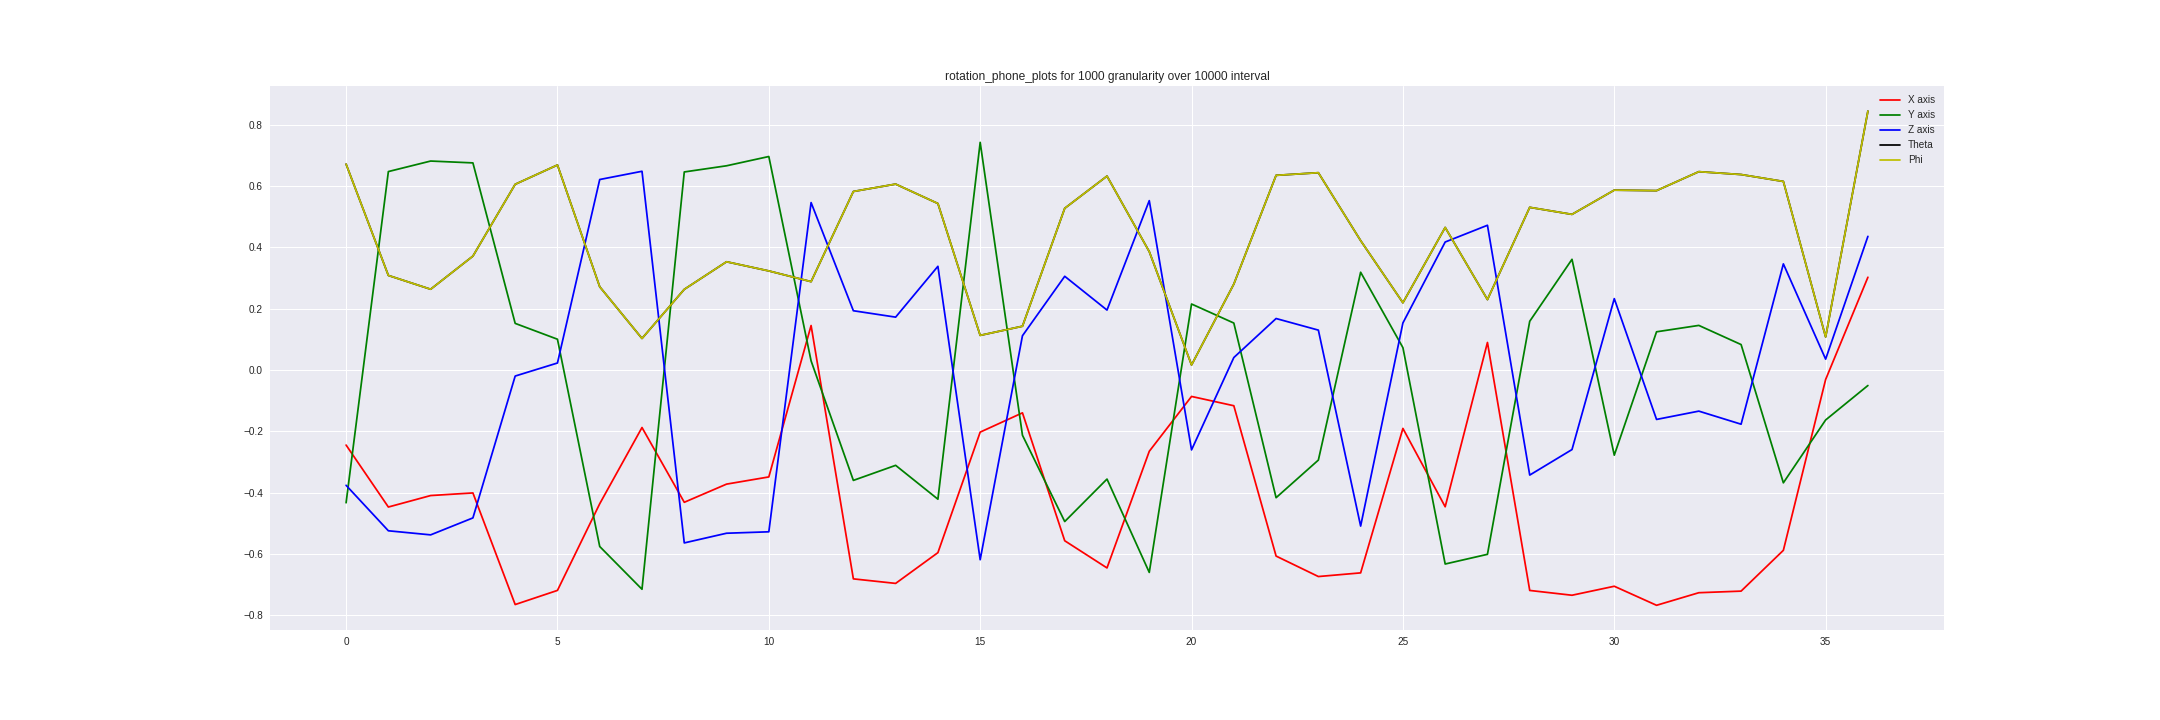 rotation_phone_plots for 1000 granularity over 10000 interval
X axis
Y axis
Z axis
Theta
Phi
0.8
0.6
0.4
0.2
0.0
−0.2
−0.4
−0.6
−0.8
0 5 10 15 20 25 30 35